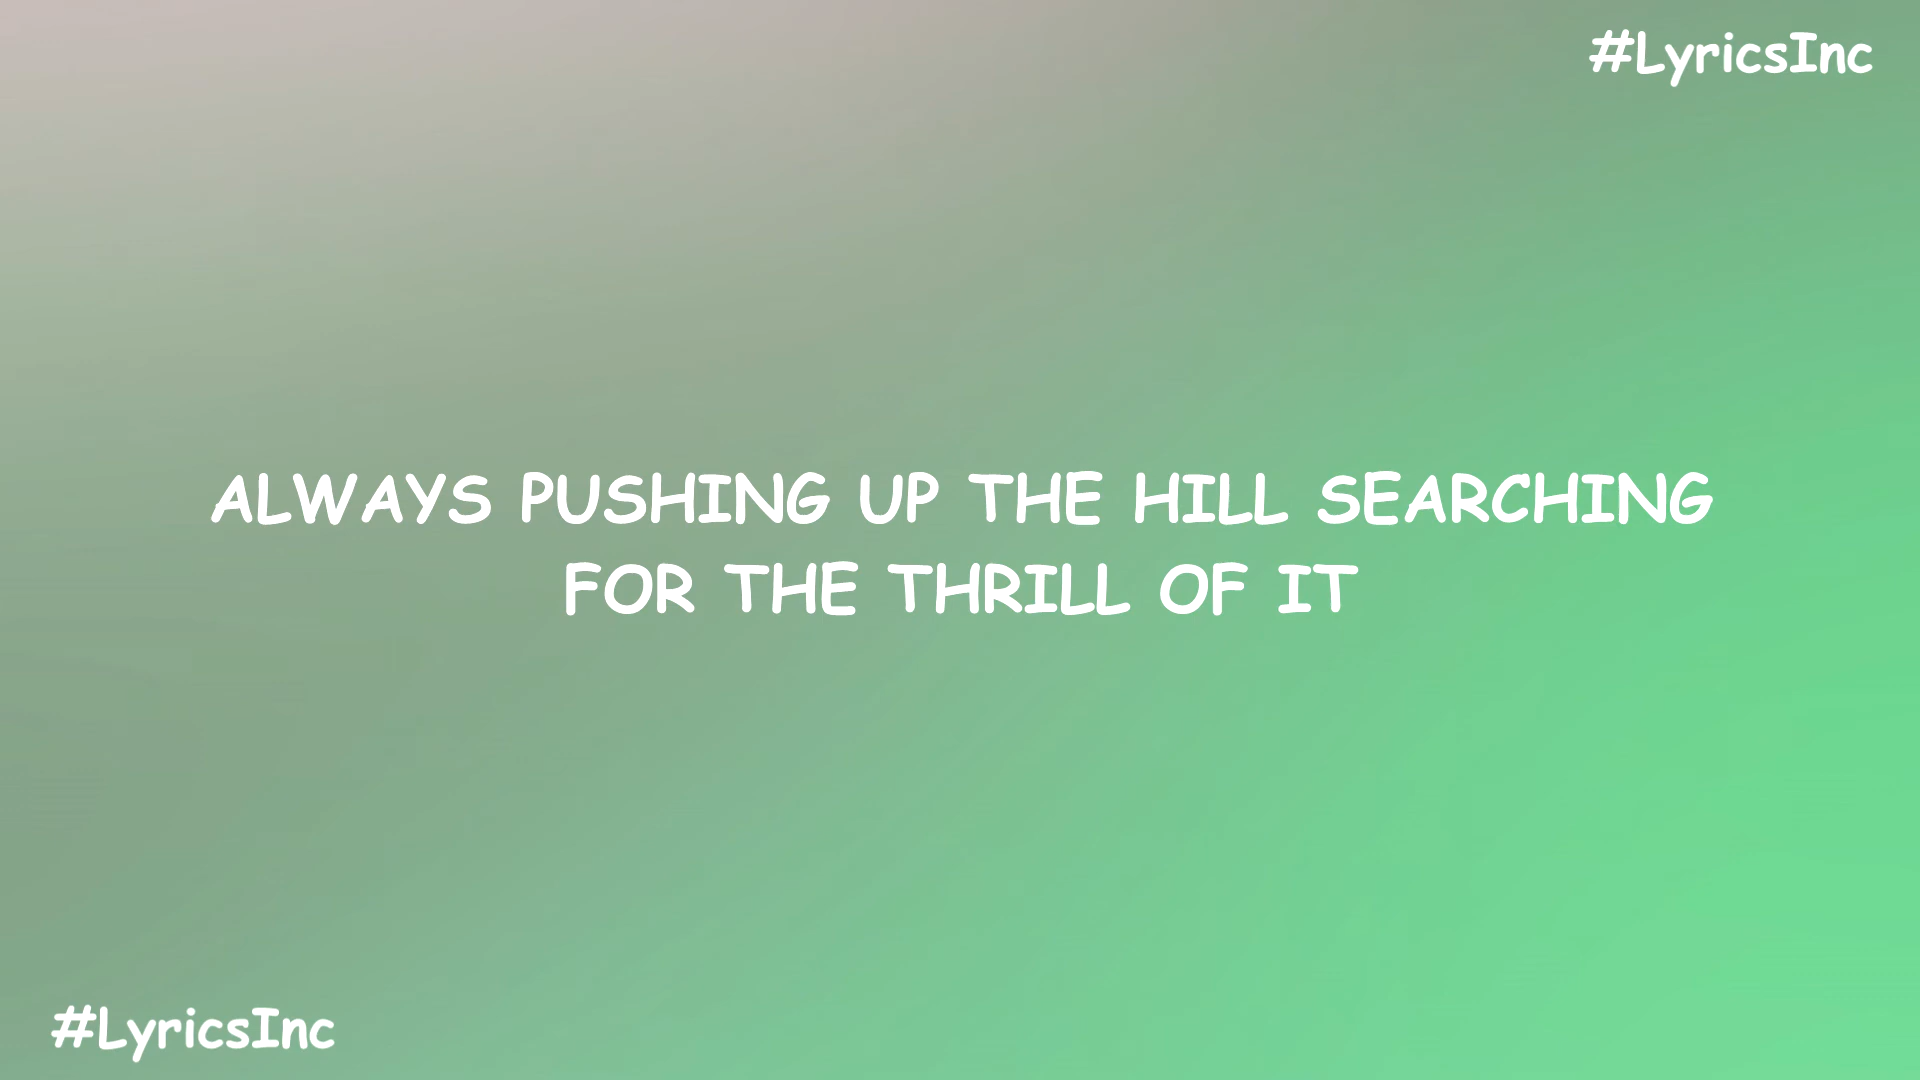 #LyricsInc
ALWAYS PUSHING UP THE HILL SEARCHING
FOR THE THRILL OF IT
#LyricsInc